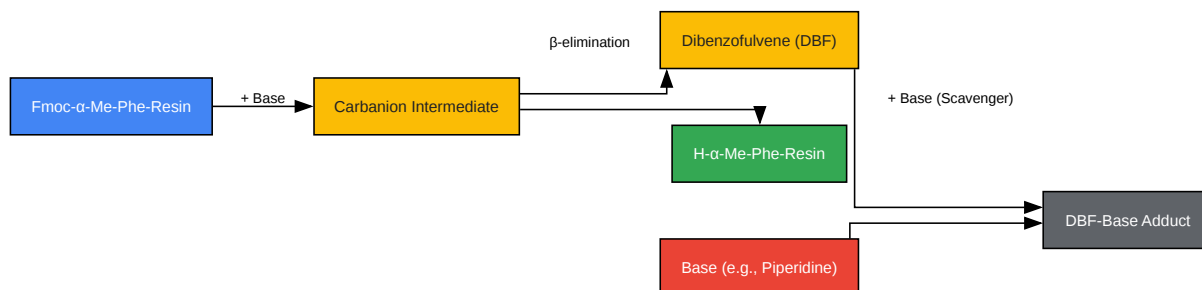 Dibenzofulvene (DBF)
β-elimination
Fmoc-α-Me-Phe-Resin
+ Base
Carbanion Intermediate
+ Base (Scavenger)
H-α-Me-Phe-Resin
DBF-Base Adduct
Base (e.g., Piperidine)